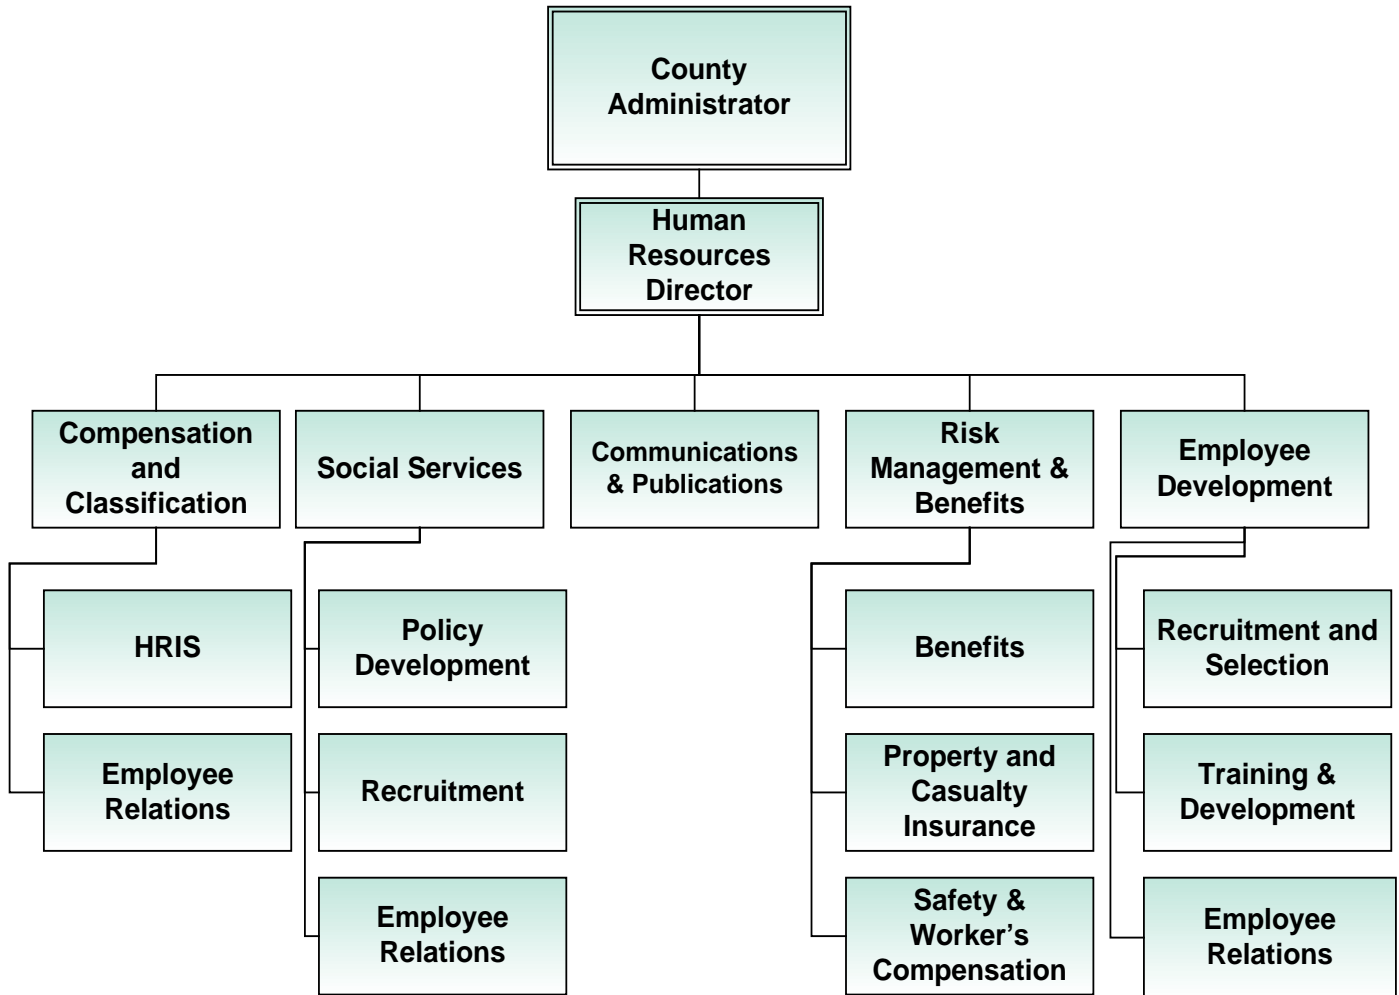 County
Administrator
Human
Resources
Director
Compensation
and
Classification
Social Services
Communications
& Publications
Risk
Management &
Benefits
Employee
Development
HRIS
Employee
Relations
Policy
Development
Recruitment
Employee
Relations
Benefits
Property and
Casualty
Insurance
Safety &
Worker’s
Compensation
Recruitment and
Selection
Training &
Development
Employee
Relations